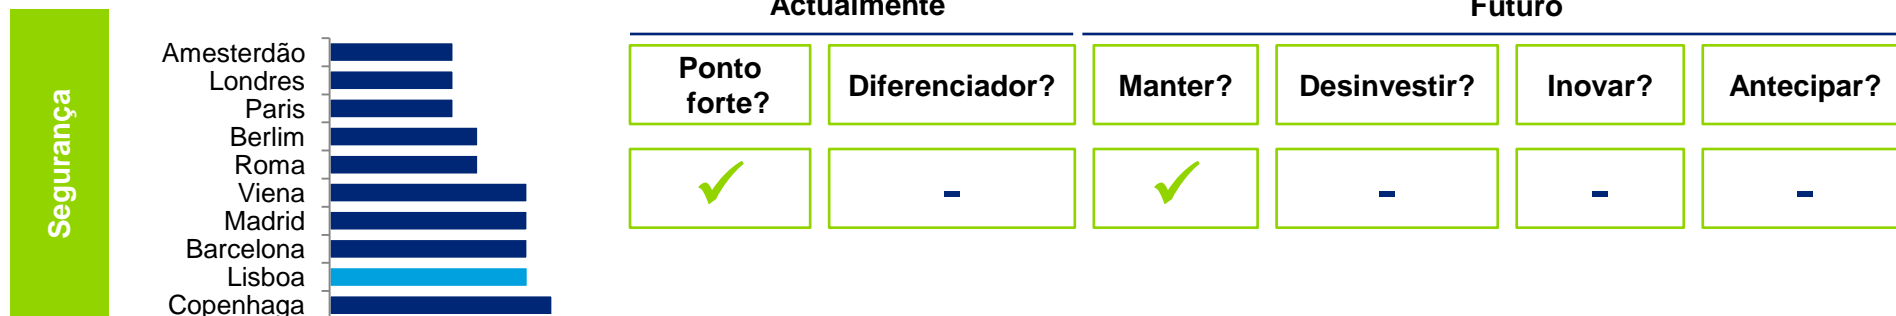 Segurança
Amesterdão
Londres
Paris
Berlim
Roma
Viena
Madrid
Barcelona
Lisboa
Copenhaga
Actualmente
Futuro
Ponto
forte?
Diferenciador?
Manter?
Desinvestir?
Inovar?
Antecipar?
✓ - ✓ - - -